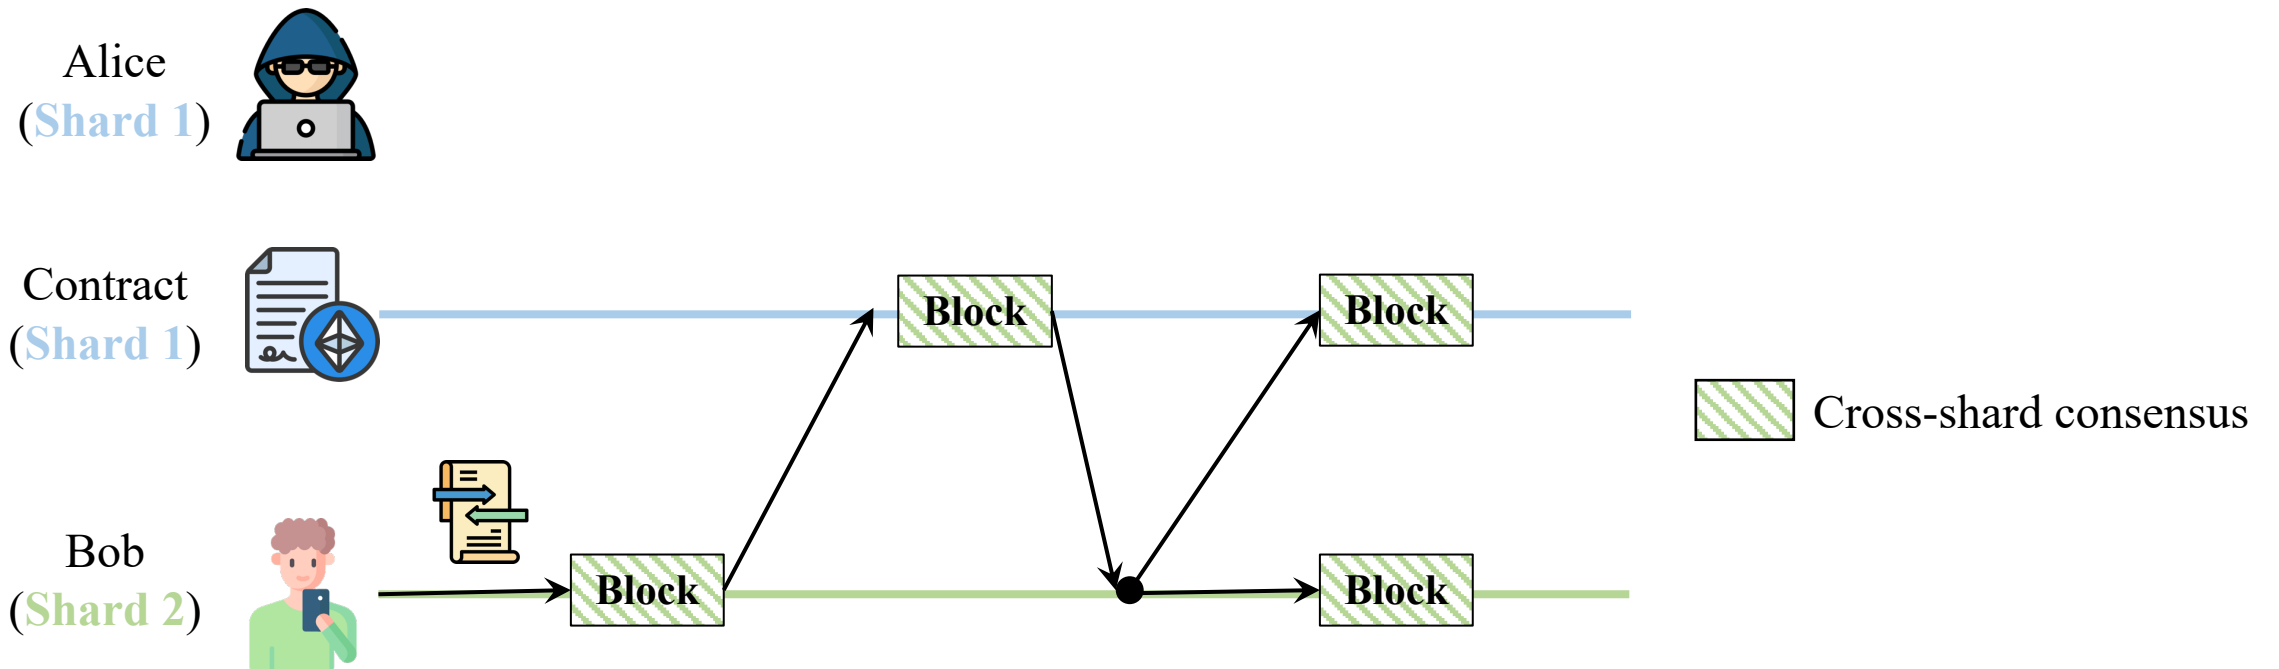 Alice
(Shard 1)
Contract
(Shard 1)
Block
Block
Cross-shard consensus
Bob
(Shard 2)
Block
Block